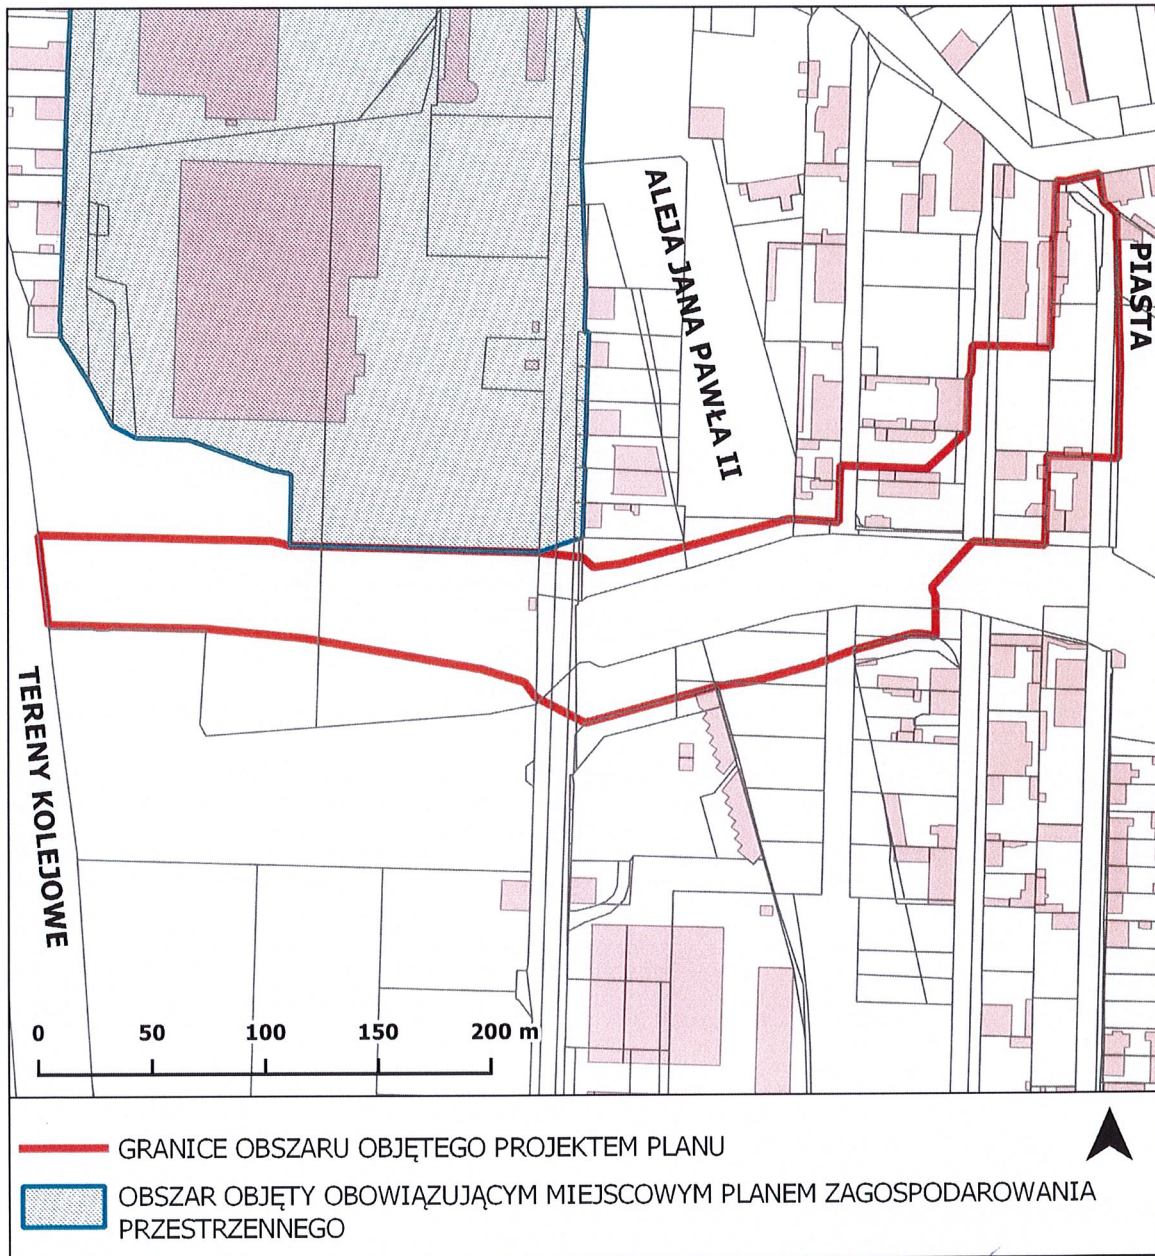 ALEJA JANA PAWŁA II
PIASTA
TERENY KOLEJOWE
0 50 100 150 200 m
GRANICE OBSZARU OBJĘTEGO PROJEKTEM PLANU
OBSZAR OBJĘTY OBOWIĄZUJĄCYM MIEJSCOWYM PLANEM ZAGOSPODAROWANIA
PRZESTRZENNEGO